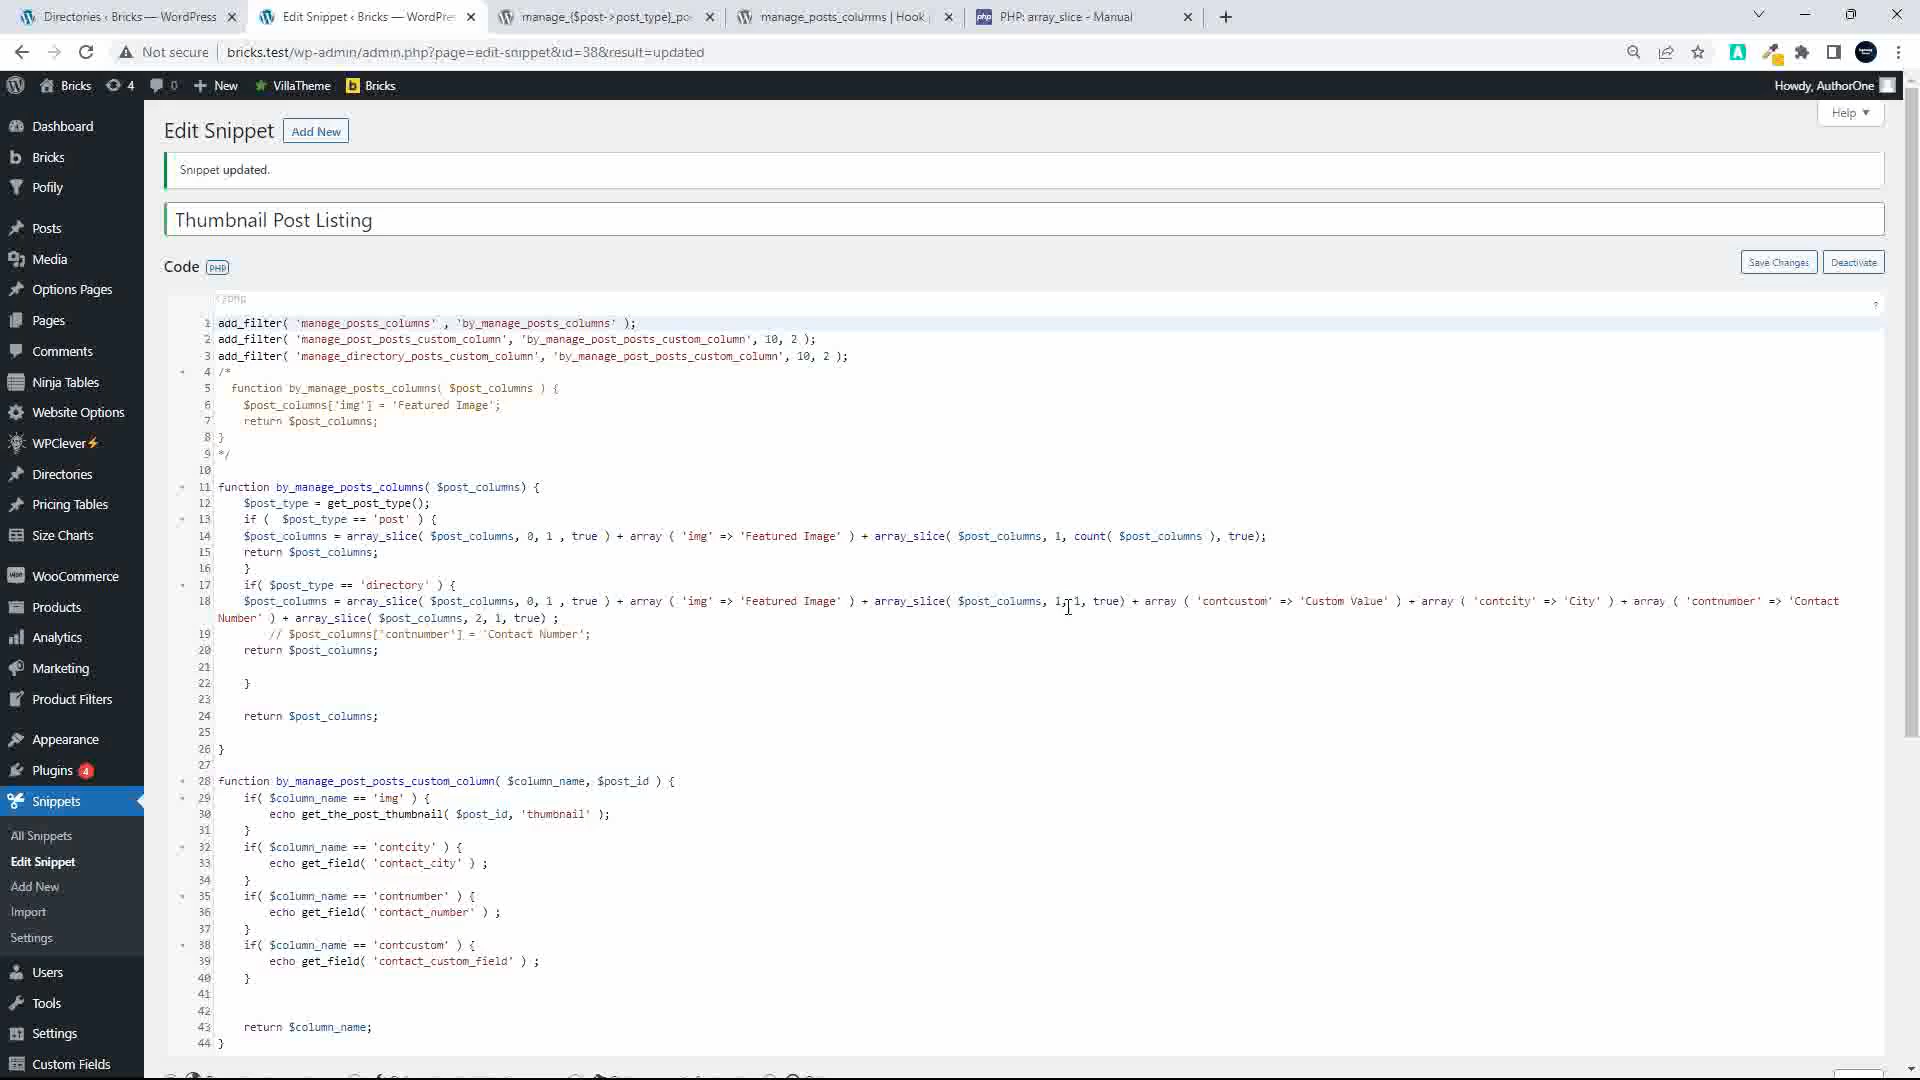 Directories ‹ Bricks — WordPress
Edit Snippet ‹ Bricks — WordPres
manage_{$post->post_type}_po
manage_posts_columns | Hook
php PHP: array_slice - Manual
Not secure bricks.test/wp-admin/admin.php?page=edit-snippet&id=38&result=updated
Bricks 4 0 New VillaTheme b Bricks Howdy, AuthorOne
Dashboard
Bricks
Pofily
Posts
Media
Options Pages
Pages
Comments
Ninja Tables
Website Options
WPClever⚡
Directories
Pricing Tables
Size Charts
WooCommerce
Products
Analytics
Marketing
Product Filters
Appearance
Plugins 4
Snippets
All Snippets
Edit Snippet
Add New
Import
Settings
Users
Tools
Settings
Custom Fields
Help ▼
Edit Snippet Add New
Snippet updated.
Thumbnail Post Listing
Code PHP Save Changes Deactivate
<?php
?
1 add_filter( 'manage_posts_columns' , 'by_manage_posts_columns' );
2 add_filter( 'manage_post_posts_custom_column', 'by_manage_post_posts_custom_column', 10, 2 );
3 add_filter( 'manage_directory_posts_custom_column', 'by_manage_post_posts_custom_column', 10, 2 );
4 /*
5 function by_manage_posts_columns( $post_columns ) {
6 $post_columns['img'] = 'Featured Image';
7 return $post_columns;
8 }
9 */
10
11 function by_manage_posts_columns( $post_columns) {
12 $post_type = get_post_type();
13 if ( $post_type == 'post' ) {
14 $post_columns = array_slice( $post_columns, 0, 1 , true ) + array ( 'img' => 'Featured Image' ) + array_slice( $post_columns, 1, count( $post_columns ), true);
15 return $post_columns;
16 }
17 if( $post_type == 'directory' ) {
18 $post_columns = array_slice( $post_columns, 0, 1 , true ) + array ( 'img' => 'Featured Image' ) + array_slice( $post_columns, 1, 1, true) + array ( 'contcustom' => 'Custom Value' ) + array ( 'contcity' => 'City' ) + array ( 'contnumber' => 'Contact
Number' ) + array_slice( $post_columns, 2, 1, true) ;
19 // $post_columns['contnumber'] = 'Contact Number';
20 return $post_columns;
21
22 }
23
24 return $post_columns;
25
26 }
27
28 function by_manage_post_posts_custom_column( $column_name, $post_id ) {
29 if( $column_name == 'img' ) {
30 echo get_the_post_thumbnail( $post_id, 'thumbnail' );
31 }
32 if( $column_name == 'contcity' ) {
33 echo get_field( 'contact_city' ) ;
34 }
35 if( $column_name == 'contnumber' ) {
36 echo get_field( 'contact_number' ) ;
37 }
38 if( $column_name == 'contcustom' ) {
39 echo get_field( 'contact_custom_field' ) ;
40 }
41
42
43 return $column_name;
44 }